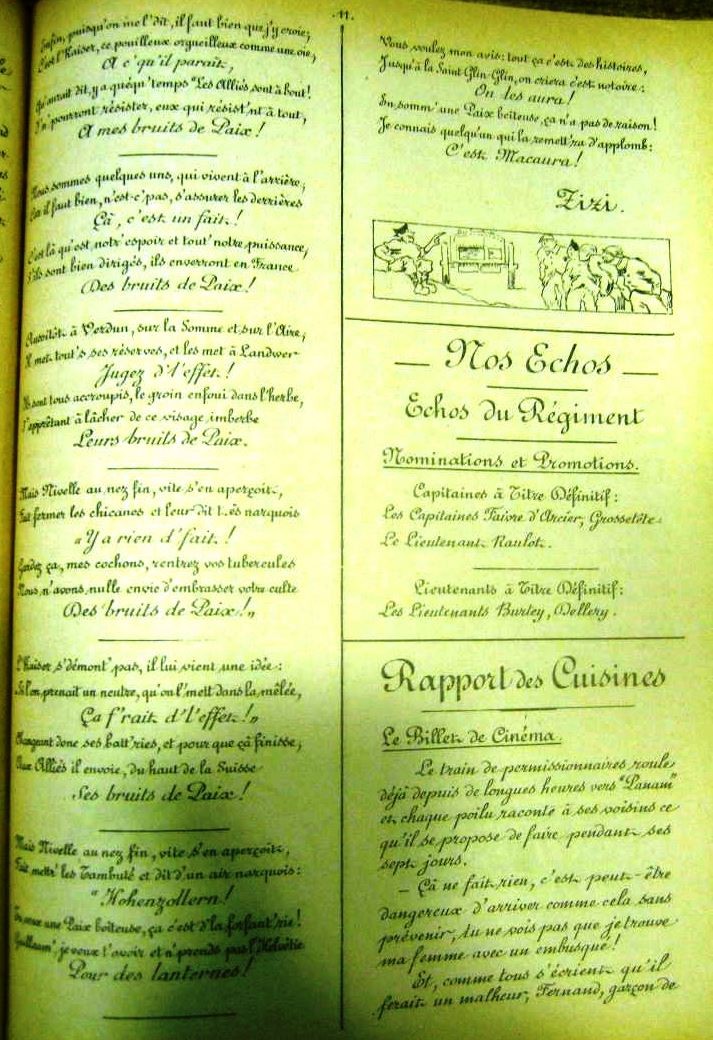 .11.
Enfin, puisqu'on me l'dit, il faut bien que j'y croie;
C'est l'Kaiser, ce pouilleux orgueilleux comme une oie,
A c'qu'il parait,
Qu'aurait dit, y a quéqu'temps "Les Alliés sont à bout!
I'n'pourront résister, eux qui résist'nt à tout,
A mes bruits de Paix!
Nous sommes quelques uns, qui vivent à l'arrière;
Car il faut bien, n'est-c'pas, s'assurer les derrières
Çà, c'est un fait!
C'est là qu'est notr'espoir et tout'notre puissance,
S'ils sont bien dirigés, ils enverront en France
Des bruits de Paix!
Aussitôt à Verdun, sur la Somme et sur l'Aire,
Il met tout's ses réserves, et les met à Landwer
Jugez d'l'effet!
Ils sont tous accroupis, le groin enfoui dans l'herbe,
S'apprêtant à lâcher de ce visage imberbe
Leurs bruits de Paix.
Mais Nivelle au nez fin, vite s'en aperçoit,
Fait fermer les chicanes et leur dit très narquois
"Y a rien d'fait!
Gardez ça, mes cochons, rentrez vos tubercules
Nous n'avons nulle envie d'embrasser votre culte
Des bruits de Paix!"
L'Kaiser s'démont'pas, il lui vient une idée:
Si l'on prenait un neutre, qu'on l'mett dans la mêlée,
Ça f'rait d'l'effet!"
Changeant donc ses batt'ries, et pour que çà finisse,
Aux Alliés il envoie, du haut de la Suisse
Ses bruits de Paix!
Mais Nivelle au nez fin, vite s'en aperçoit,
Fait mettr' les Tambuté et dit d'un air narquois:
"Hohenzollern!
une Paix boiteuse, ça c'est d'la forfant'rie!
Guillaum', je veux t'avoir et n'prends pas l'Helvétie
Pour des lanternes!
Vous voulez mon avis: tout ça c'est des histoires,
Jusqu'à la Saint Glin-Glin, on criera c'est notoire:
On les aura!
En somm' une Paix boiteuse, ça n'a pas de raison!
Je connais quelqu'un qui la remett'ra d'applomb:
C'est Macaura!
Zizi.
— Nos Echos —
Echos du Régiment
Nominations et Promotions.
Capitaines à Titre Définitif:
Les Capitaines Faivre d'Arcier, Grosseteté
Le Lieutenant Raulot.
Lieutenants à Titre Définitif:
Les Lieutenants Burley, Dellery.
Rapport des Cuisines
Le Billet de Cinéma.
Le train de permissionnaires roule
déjà depuis de longues heures vers "Panam"
et chaque poilu raconte à ses voisins ce
qu'il se propose de faire pendant ses
sept jours.
— Çà ne fait rien, c'est peut-être
dangereux d'arriver comme cela sans
prévenir, tu ne vois pas que je trouve
ma femme avec un embusqué!
Et, comme tous s'écrient qu'il
ferait un malheur, Fernand, garçon de